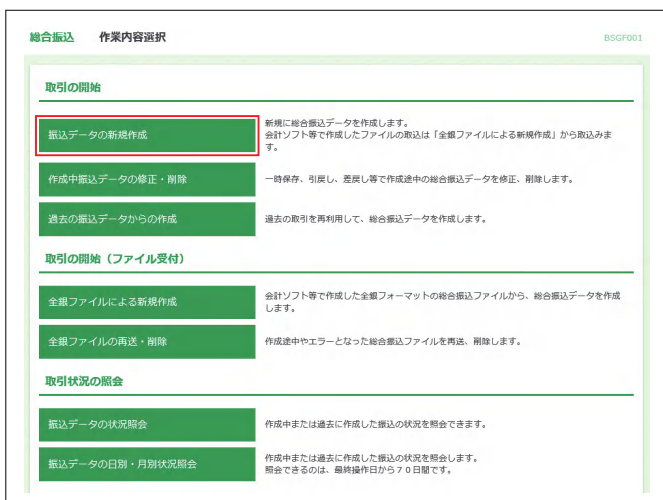 総合振込 作業内容選択 BSGF001
取引の開始
振込データの新規作成
新規に総合振込データを作成します。
会計ソフト等で作成したファイルの取込は「全銀ファイルによる新規作成」から取込みま
す。
作成中振込データの修正・削除
一時保存、引戻し、差戻し等で作成途中の総合振込データを修正、削除します。
過去の振込データからの作成
過去の取引を再利用して、総合振込データを作成します。
取引の開始（ファイル受付）
全銀ファイルによる新規作成
会計ソフト等で作成した全銀フォーマットの総合振込ファイルから、総合振込データを作成
します。
全銀ファイルの再送・削除
作成途中やエラーとなった総合振込ファイルを再送、削除します。
取引状況の照会
振込データの状況照会
作成中または過去に作成した振込の状況を照会できます。
振込データの日別・月別状況照会
作成中または過去に作成した振込の状況を照会します。
照会できるのは、最終操作日から７０日間です。